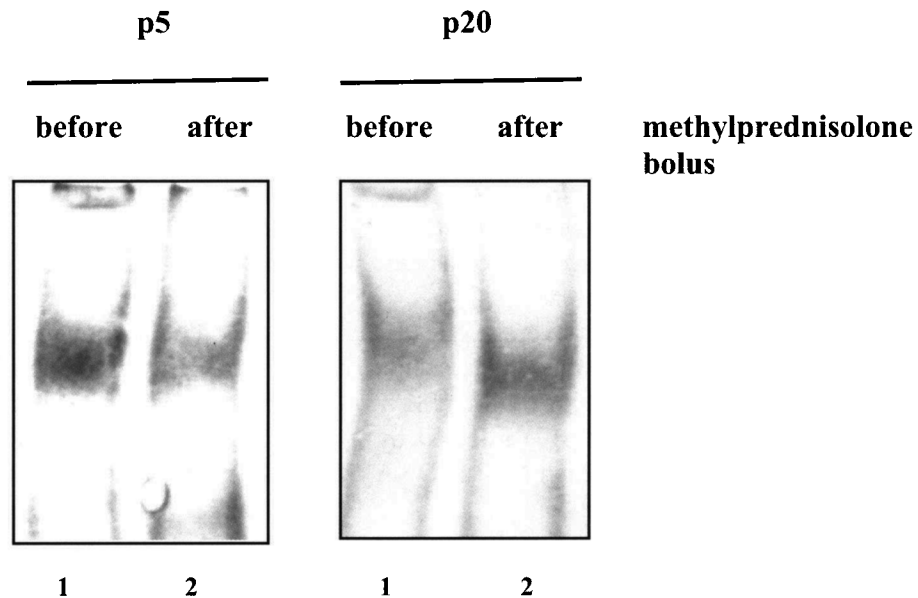 p5 p20
before after before after methylprednisolone
bolus
1 2 1 2